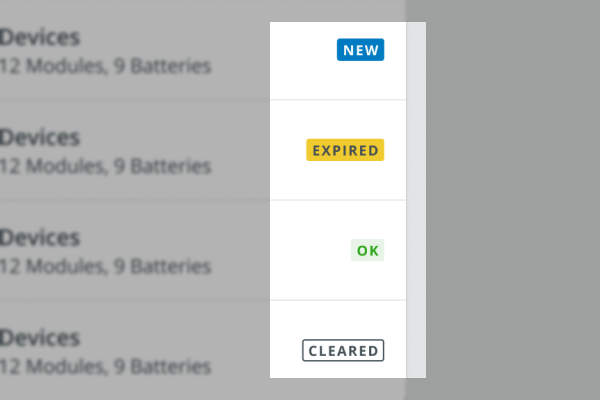 Devices
12 Modules, 9 Batteries
NEW
Devices
12 Modules, 9 Batteries
EXPIRED
Devices
12 Modules, 9 Batteries
OK
Devices
12 Modules, 9 Batteries
CLEARED